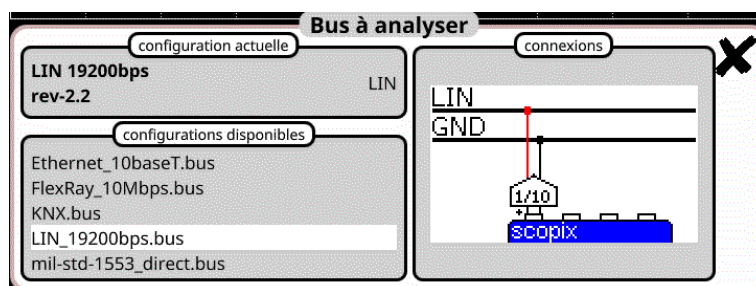 Bus à analyser
configuration actuelle
LIN 19200bps
rev-2.2
LIN
configurations disponibles
Ethernet_10baseT.bus
FlexRay_10Mbps.bus
KNX.bus
LIN_19200bps.bus
mil-std-1553_direct.bus
connexions
LIN
GND
1/10
+ -
scopix